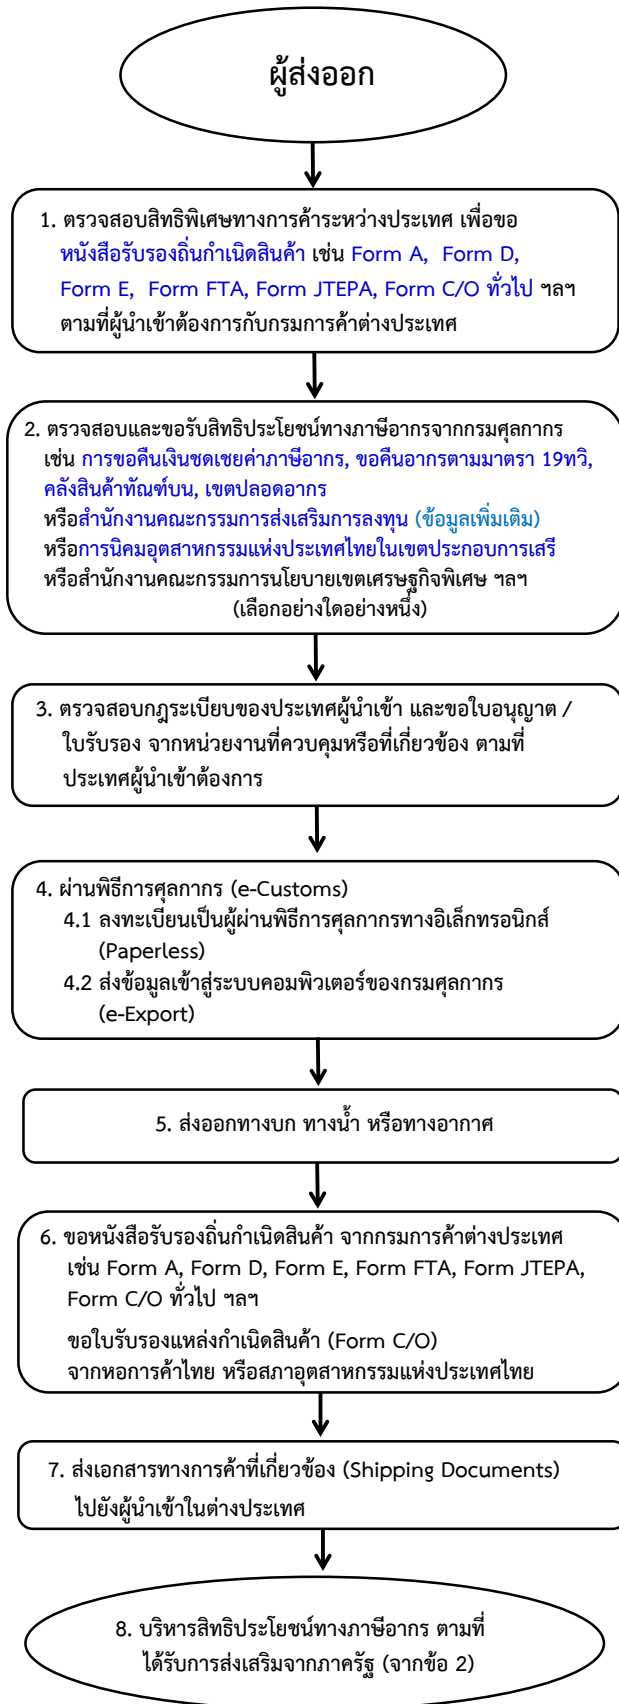 ผู้ส่งออก
1. ตรวจสอบสิทธิพิเศษทางการค้าระหว่างประเทศ เพื่อขอ
หนังสือรับรองถิ่นกำเนิดสินค้า เช่น Form A, Form D,
Form E, Form FTA, Form JTEPA, Form C/O ทั่วไป ฯลฯ
ตามที่ผู้นำเข้าต้องการกับกรมการค้าต่างประเทศ
2. ตรวจสอบและขอรับสิทธิประโยชน์ทางภาษีอากรจากกรมศุลกากร
เช่น การขอคืนเงินชดเชยค่าภาษีอากร, ขอคืนอากรตามมาตรา 19ทวิ,
คลังสินค้าทัณฑ์บน, เขตปลอดอากร
หรือสำนักงานคณะกรรมการส่งเสริมการลงทุน (ข้อมูลเพิ่มเติม)
หรือการนิคมอุตสาหกรรมแห่งประเทศไทยในเขตประกอบการเสรี
หรือสำนักงานคณะกรรมการนโยบายเขตเศรษฐกิจพิเศษ ฯลฯ
(เลือกอย่างใดอย่างหนึ่ง)
3. ตรวจสอบกฎระเบียบของประเทศผู้นำเข้า และขอใบอนุญาต /
ใบรับรอง จากหน่วยงานที่ควบคุมหรือที่เกี่ยวข้อง ตามที่
ประเทศผู้นำเข้าต้องการ
4. ผ่านพิธีการศุลกากร (e-Customs)
4.1 ลงทะเบียนเป็นผู้ผ่านพิธีการศุลกากรทางอิเล็กทรอนิกส์
(Paperless)
4.2 ส่งข้อมูลเข้าสู่ระบบคอมพิวเตอร์ของกรมศุลกากร
(e-Export)
5. ส่งออกทางบก ทางน้ำ หรือทางอากาศ
6. ขอหนังสือรับรองถิ่นกำเนิดสินค้า จากกรมการค้าต่างประเทศ
เช่น Form A, Form D, Form E, Form FTA, Form JTEPA,
Form C/O ทั่วไป ฯลฯ
ขอใบรับรองแหล่งกำเนิดสินค้า (Form C/O)
จากหอการค้าไทย หรือสภาอุตสาหกรรมแห่งประเทศไทย
7. ส่งเอกสารทางการค้าที่เกี่ยวข้อง (Shipping Documents)
ไปยังผู้นำเข้าในต่างประเทศ
8. บริหารสิทธิประโยชน์ทางภาษีอากร ตามที่
ได้รับการส่งเสริมจากภาครัฐ (จากข้อ 2)